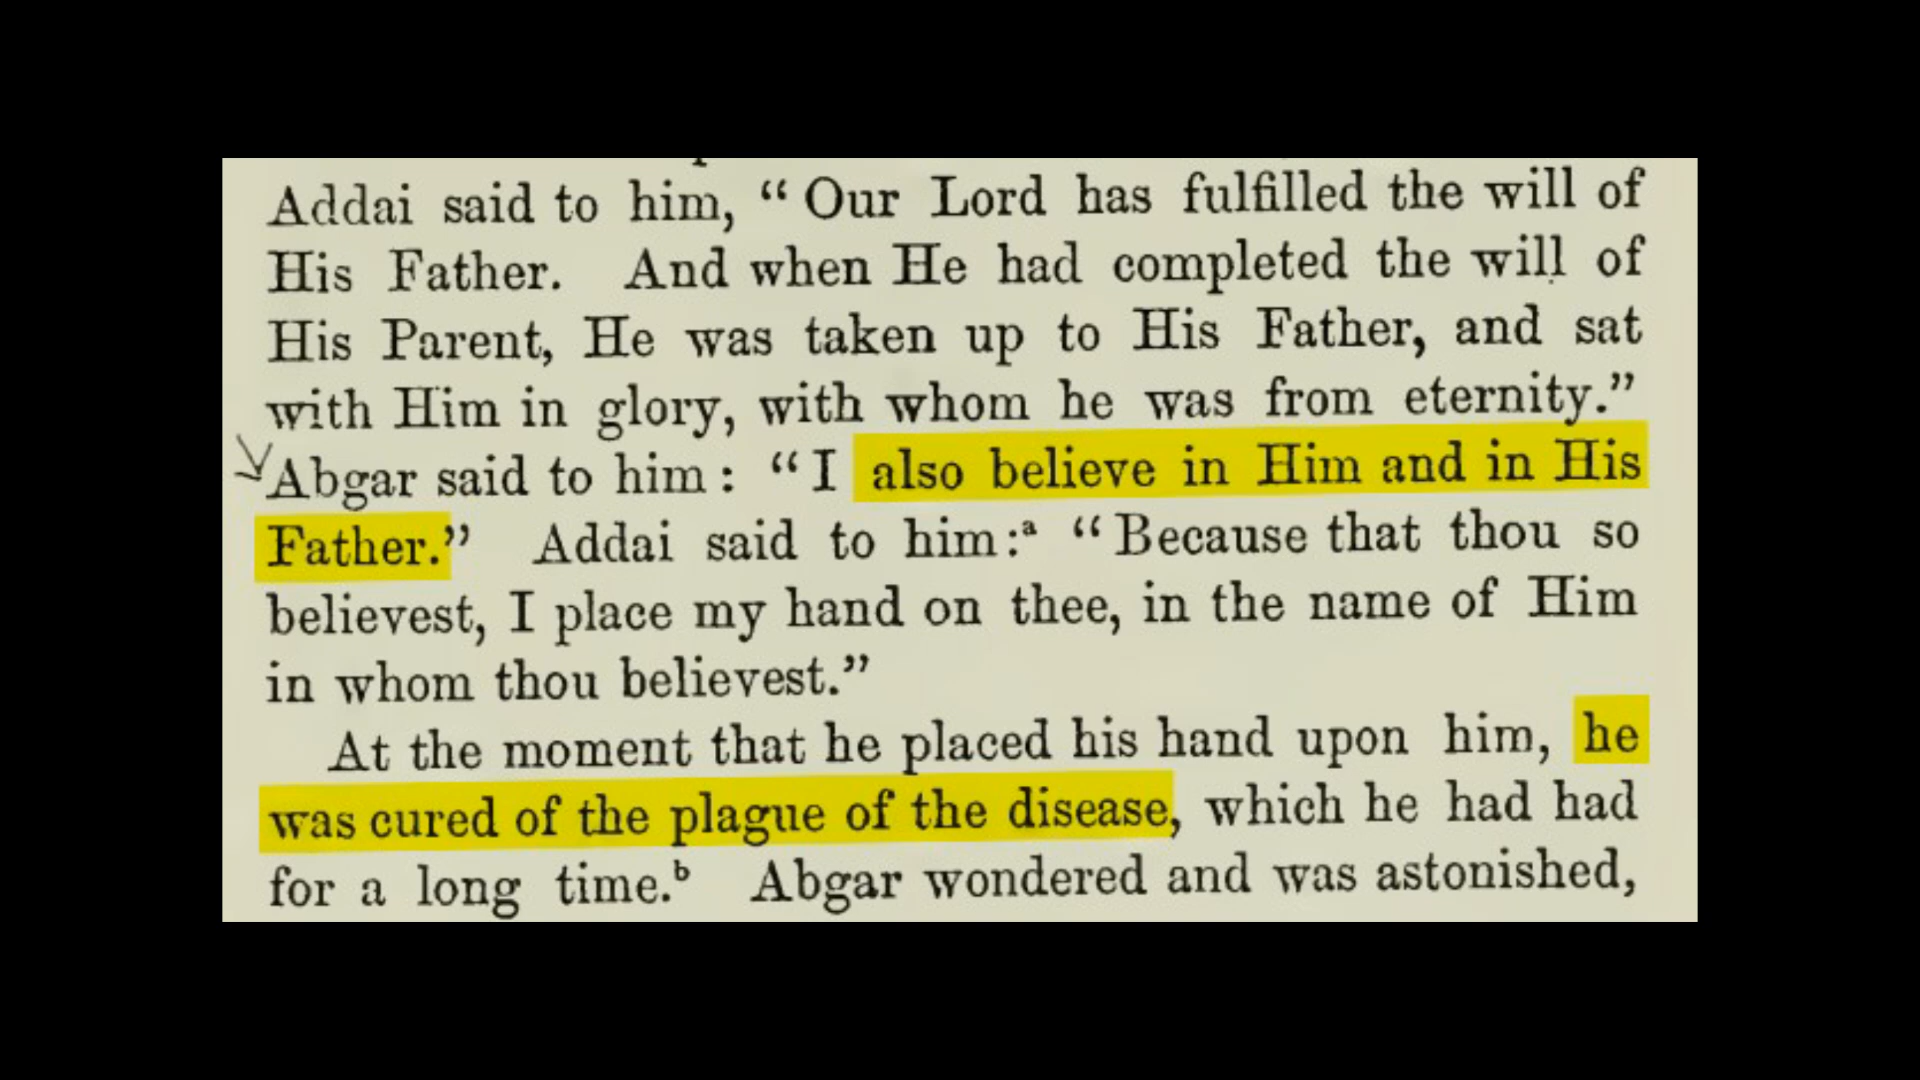 Addai said to him, “Our Lord has fulfilled the will of
His Father. And when He had completed the will of
His Parent, He was taken up to His Father, and sat
with Him in glory, with whom he was from eternity.”
Abgar said to him: “I also believe in Him and in His
Father.” Addai said to him:ᵃ “Because that thou so
believest, I place my hand on thee, in the name of Him
in whom thou believest.”
At the moment that he placed his hand upon him, he
was cured of the plague of the disease, which he had had
for a long time.ᵇ Abgar wondered and was astonished,